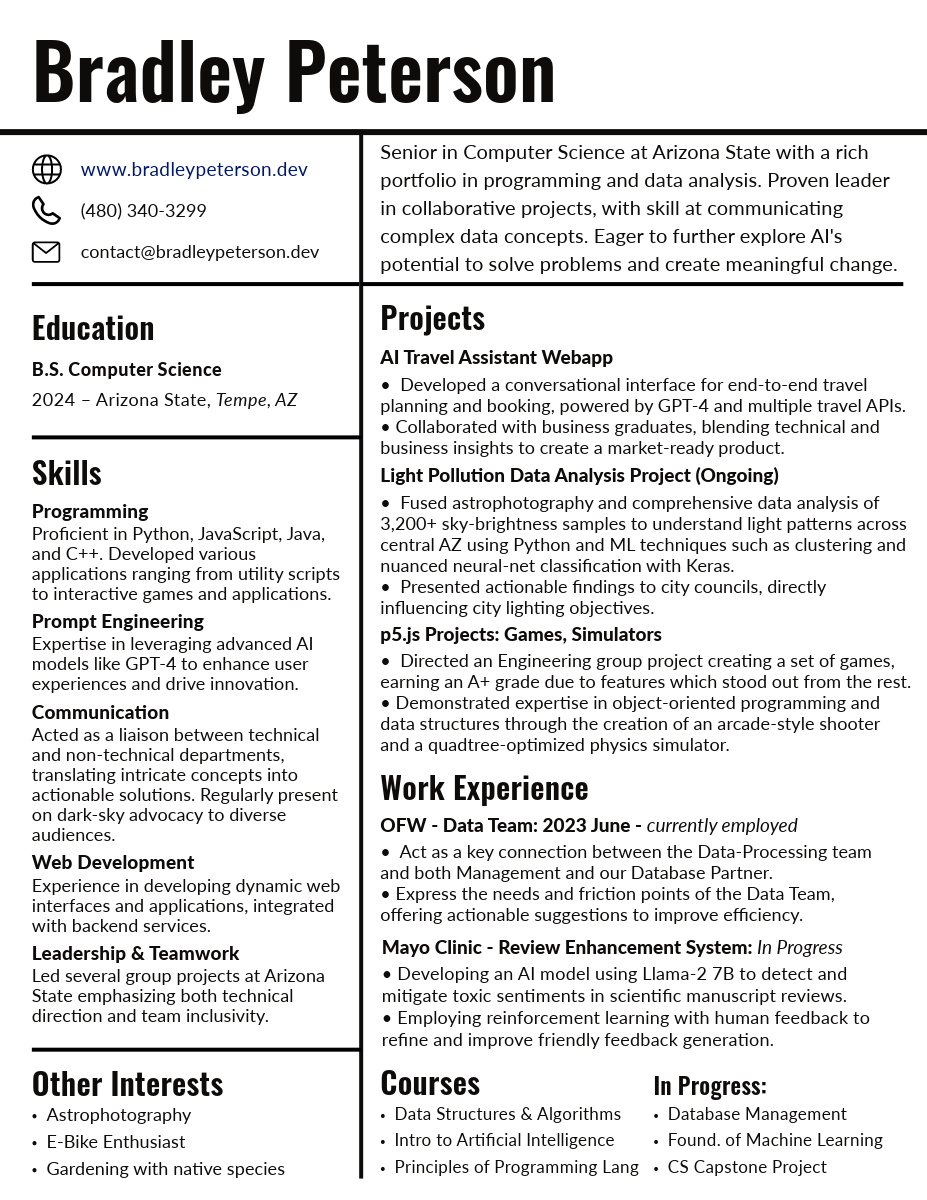 Bradley Peterson
www.bradleypeterson.dev
(480) 340-3299
contact@bradleypeterson.dev
Senior in Computer Science at Arizona State with a rich
portfolio in programming and data analysis. Proven leader
in collaborative projects, with skill at communicating
complex data concepts. Eager to further explore AI's
potential to solve problems and create meaningful change.
Education
B.S. Computer Science
2024 – Arizona State, Tempe, AZ
Skills
Programming
Proficient in Python, JavaScript, Java,
and C++. Developed various
applications ranging from utility scripts
to interactive games and applications.
Prompt Engineering
Expertise in leveraging advanced AI
models like GPT-4 to enhance user
experiences and drive innovation.
Communication
Acted as a liaison between technical
and non-technical departments,
translating intricate concepts into
actionable solutions. Regularly present
on dark-sky advocacy to diverse
audiences.
Web Development
Experience in developing dynamic web
interfaces and applications, integrated
with backend services.
Leadership & Teamwork
Led several group projects at Arizona
State emphasizing both technical
direction and team inclusivity.
Other Interests
• Astrophotography
• E-Bike Enthusiast
• Gardening with native species
Projects
AI Travel Assistant Webapp
• Developed a conversational interface for end-to-end travel
planning and booking, powered by GPT-4 and multiple travel APIs.
• Collaborated with business graduates, blending technical and
business insights to create a market-ready product.
Light Pollution Data Analysis Project (Ongoing)
• Fused astrophotography and comprehensive data analysis of
3,200+ sky-brightness samples to understand light patterns across
central AZ using Python and ML techniques such as clustering and
nuanced neural-net classification with Keras.
• Presented actionable findings to city councils, directly
influencing city lighting objectives.
p5.js Projects: Games, Simulators
• Directed an Engineering group project creating a set of games,
earning an A+ grade due to features which stood out from the rest.
• Demonstrated expertise in object-oriented programming and
data structures through the creation of an arcade-style shooter
and a quadtree-optimized physics simulator.
Work Experience
OFW - Data Team: 2023 June - currently employed
• Act as a key connection between the Data-Processing team
and both Management and our Database Partner.
• Express the needs and friction points of the Data Team,
offering actionable suggestions to improve efficiency.
Mayo Clinic - Review Enhancement System: In Progress
• Developing an AI model using Llama-2 7B to detect and
mitigate toxic sentiments in scientific manuscript reviews.
• Employing reinforcement learning with human feedback to
refine and improve friendly feedback generation.
Courses
• Data Structures & Algorithms
• Intro to Artificial Intelligence
• Principles of Programming Lang
In Progress:
• Database Management
• Found. of Machine Learning
• CS Capstone Project